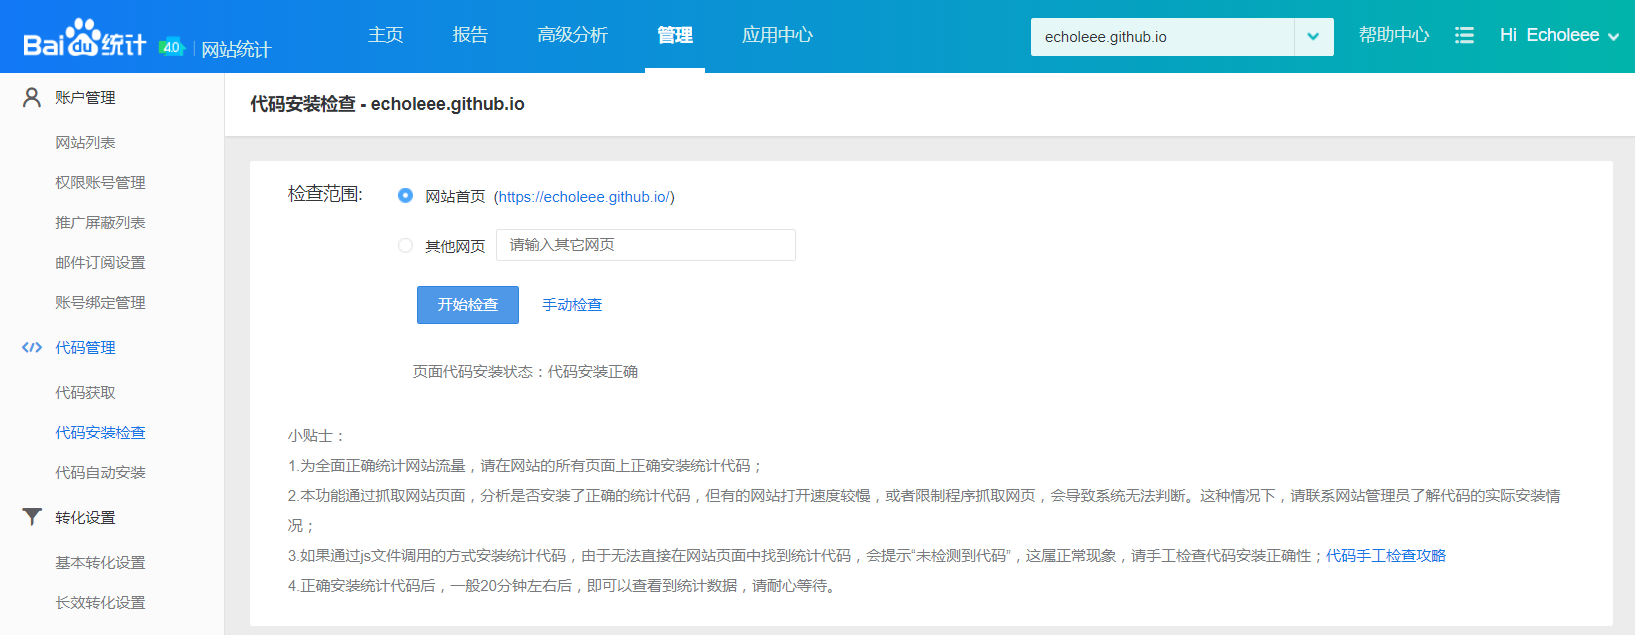 Bai du 统计 4.0 网站统计
主页 报告 高级分析 管理 应用中心
echoleee.github.io
帮助中心 Hi Echoleee
账户管理
网站列表
权限账号管理
推广屏蔽列表
邮件订阅设置
账号绑定管理
代码管理
代码获取
代码安装检查
代码自动安装
转化设置
基本转化设置
长效转化设置
代码安装检查 - echoleee.github.io
检查范围: 网站首页 (https://echoleee.github.io/)
其他网页 请输入其它网页
开始检查 手动检查
页面代码安装状态：代码安装正确
小贴士：
1.为全面正确统计网站流量，请在网站的所有页面上正确安装统计代码；
2.本功能通过抓取网站页面，分析是否安装了正确的统计代码，但有的网站打开速度较慢，或者限制程序抓取网页，会导致系统无法判断。这种情况下，请联系网站管理员了解代码的实际安装情
况；
3.如果通过js文件调用的方式安装统计代码，由于无法直接在网站页面中找到统计代码，会提示“未检测到代码”，这属正常现象，请手工检查代码安装正确性；代码手工检查攻略
4.正确安装统计代码后，一般20分钟左右后，即可以查看到统计数据，请耐心等待。